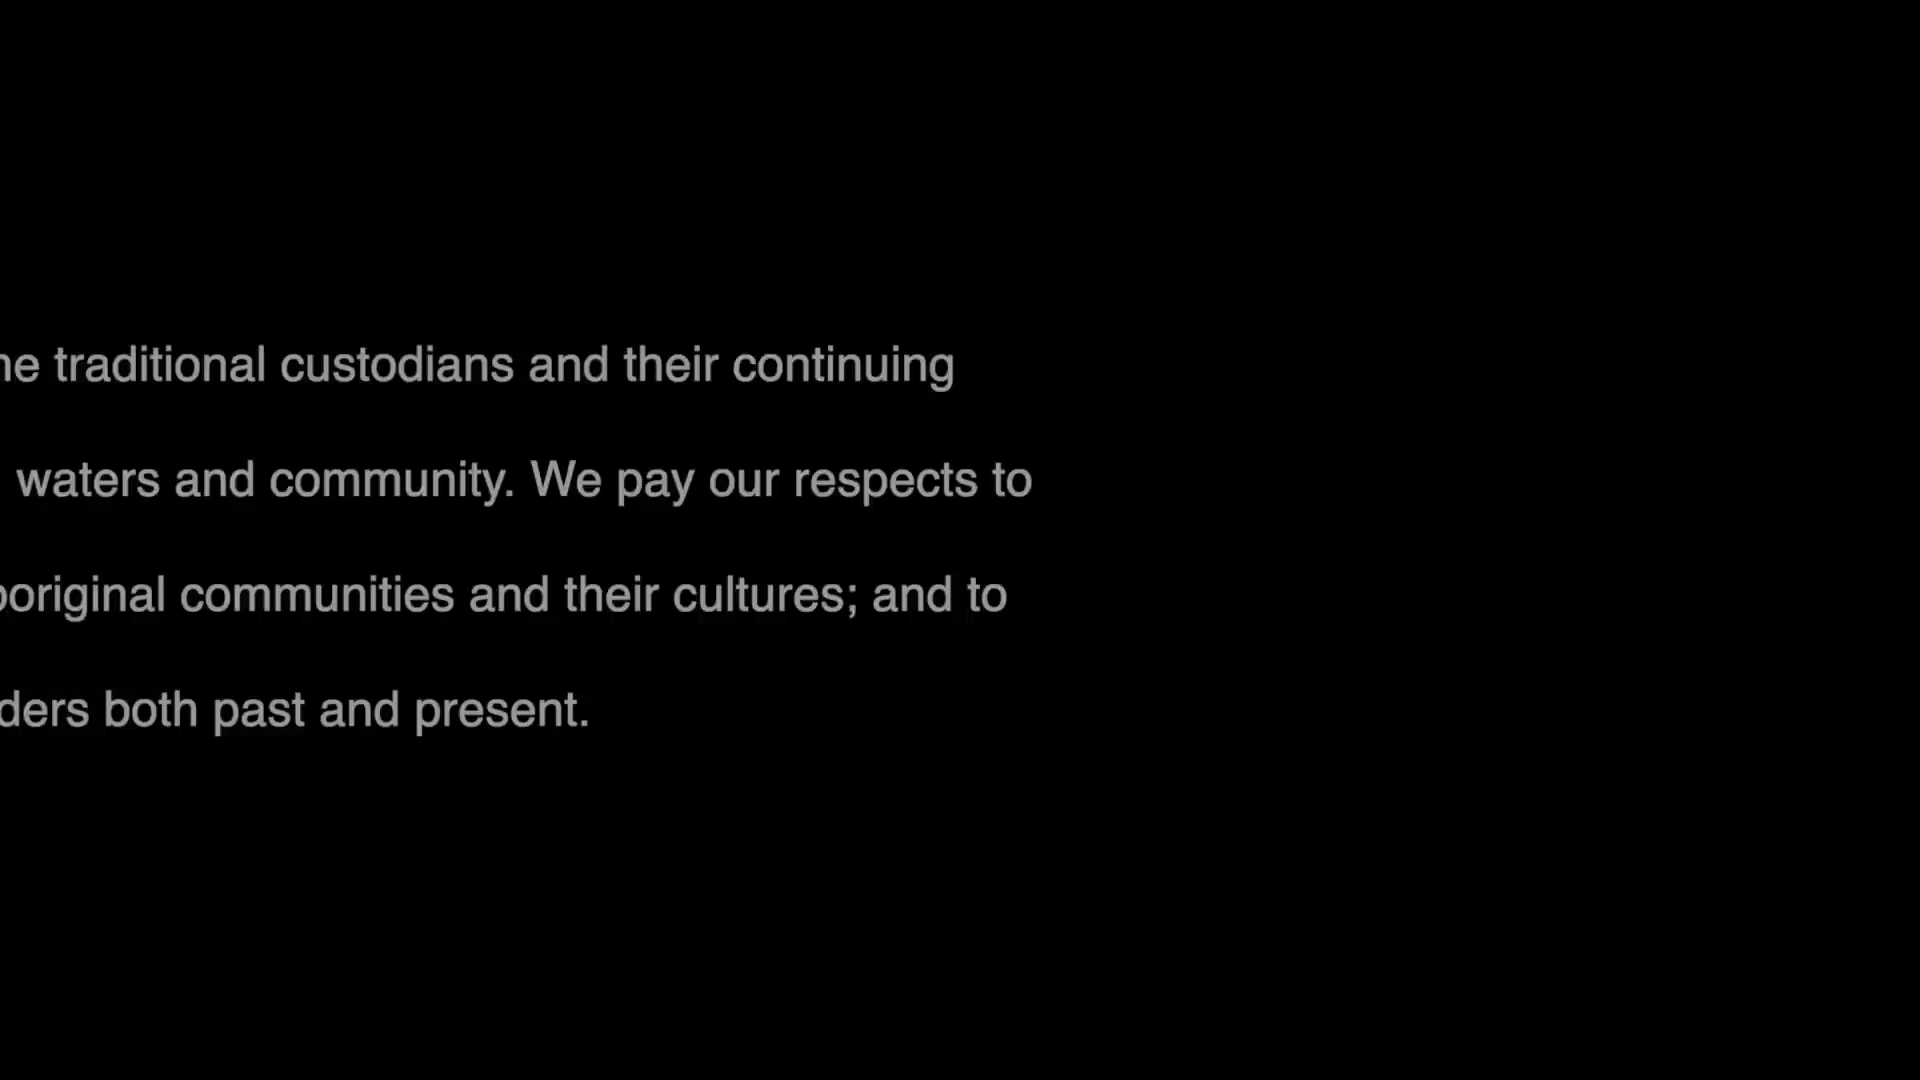 he traditional custodians and their continuing
waters and community. We pay our respects to
original communities and their cultures; and to
ders both past and present.